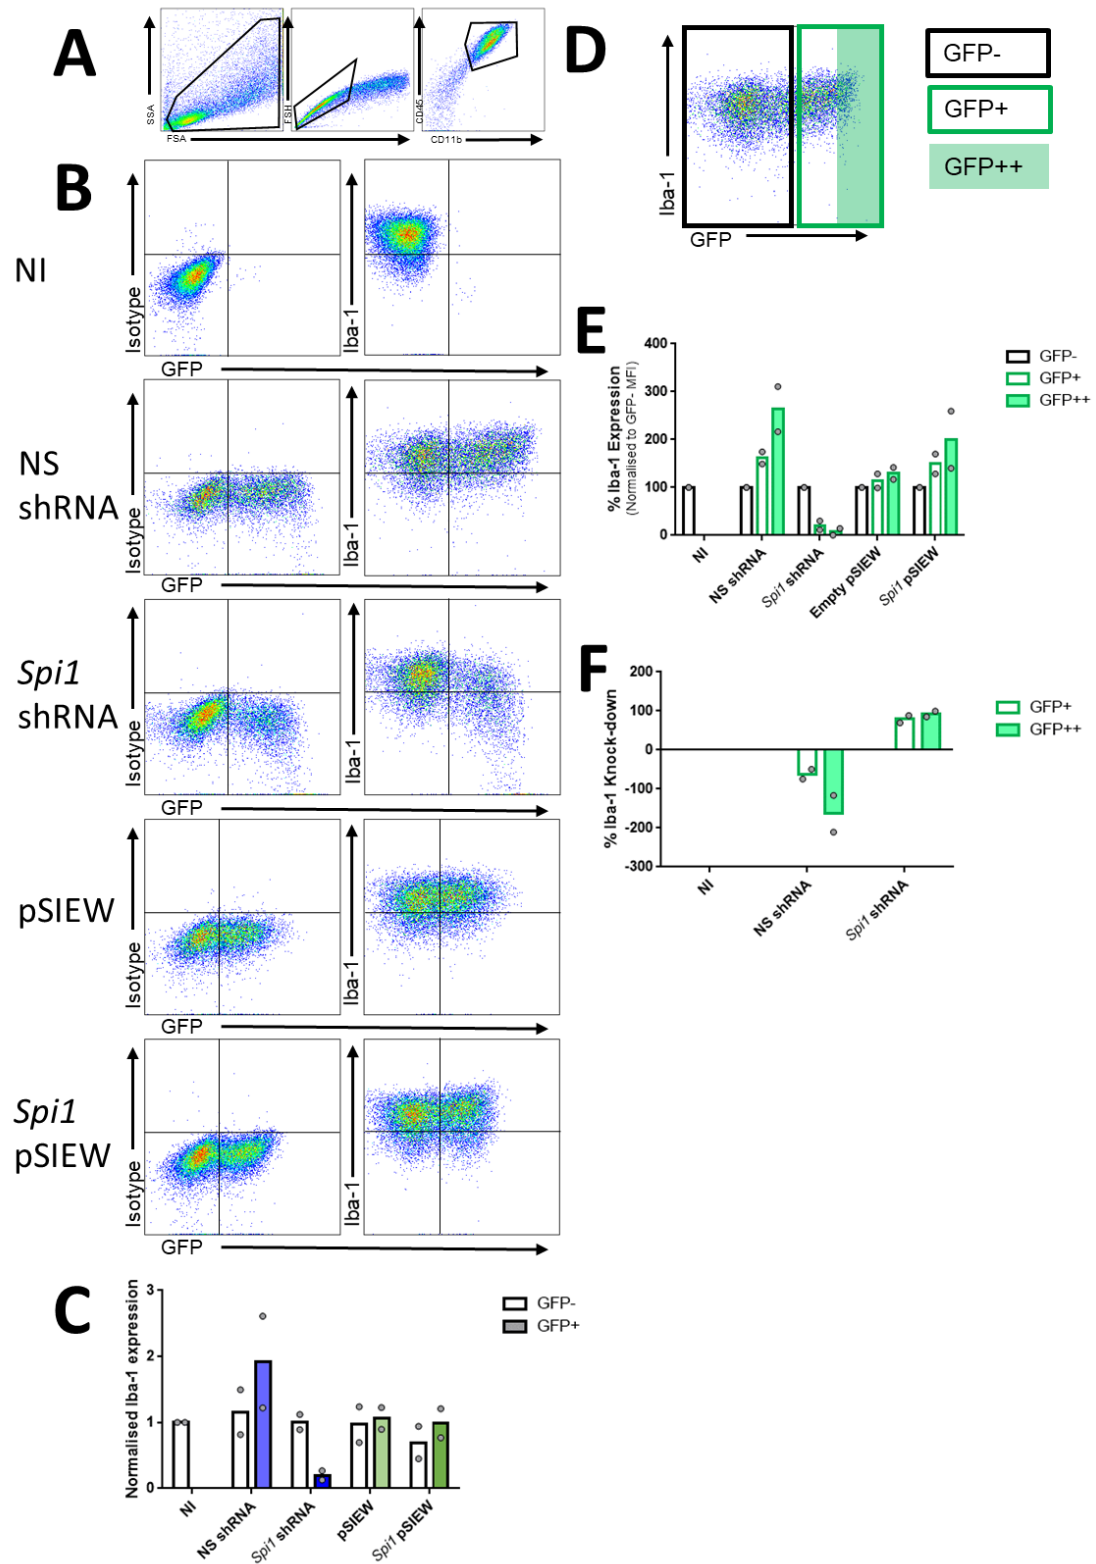 A
SSA
FSA
FSH
CD45
CD11b
B
NI
Isotype
GFP
Iba-1
NS
shRNA
Isotype
GFP
Iba-1
Spi1
shRNA
Isotype
GFP
Iba-1
pSIEW
Isotype
GFP
Iba-1
Spi1
pSIEW
Isotype
GFP
Iba-1
C
Normalised Iba-1 expression
3
2
1
0
NI
NS shRNA
Spi1 shRNA
pSIEW
Spi1 pSIEW
GFP-
GFP+
D
Iba-1
GFP
GFP-
GFP+
GFP++
E
% Iba-1 Expression
(Normalised to GFP- MFI)
400
300
200
100
0
NI
NS shRNA
Spi1 shRNA
Empty pSIEW
Spi1 pSIEW
GFP-
GFP+
GFP++
F
% Iba-1 Knock-down
200
100
0
-100
-200
-300
NI
NS shRNA
Spi1 shRNA
GFP+
GFP++